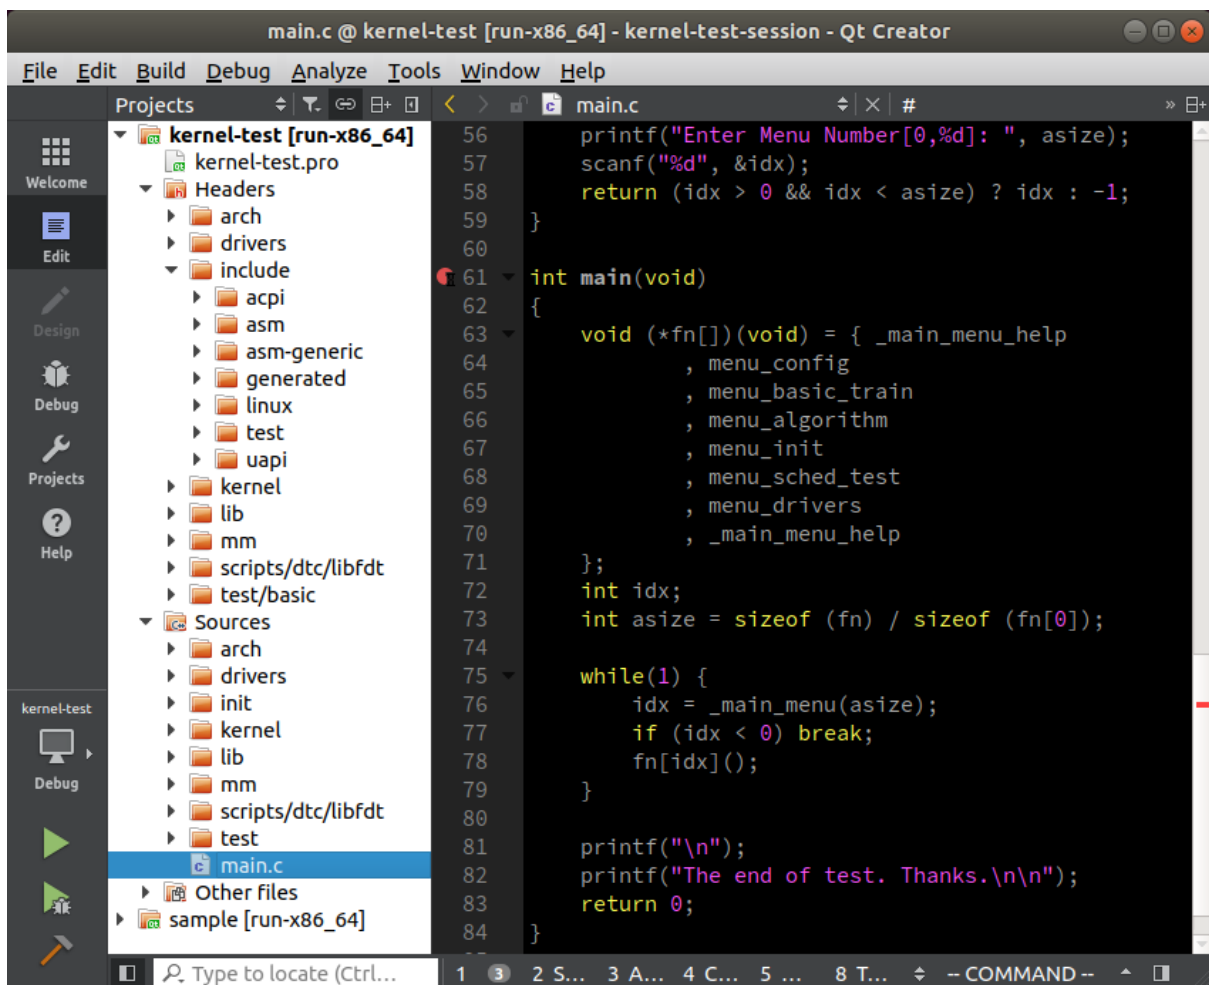 main.c @ kernel-test [run-x86_64] - kernel-test-session - Qt Creator
File Edit Build Debug Analyze Tools Window Help
Projects
main.c
#
»
Welcome
Edit
Design
Debug
Projects
Help
kernel-test
Debug
kernel-test [run-x86_64]
kernel-test.pro
Headers
arch
drivers
include
acpi
asm
asm-generic
generated
linux
test
uapi
kernel
lib
mm
scripts/dtc/libfdt
test/basic
Sources
arch
drivers
init
kernel
lib
mm
scripts/dtc/libfdt
test
main.c
Other files
sample [run-x86_64]
56 printf("Enter Menu Number[0,%d]: ", asize);
57 scanf("%d", &idx);
58 return (idx > 0 && idx < asize) ? idx : -1;
59 }
60
61 int main(void)
62 {
63 void (*fn[])(void) = { _main_menu_help
64 , menu_config
65 , menu_basic_train
66 , menu_algorithm
67 , menu_init
68 , menu_sched_test
69 , menu_drivers
70 , _main_menu_help
71 };
72 int idx;
73 int asize = sizeof (fn) / sizeof (fn[0]);
74
75 while(1) {
76 idx = _main_menu(asize);
77 if (idx < 0) break;
78 fn[idx]();
79 }
80
81 printf("\n");
82 printf("The end of test. Thanks.\n\n");
83 return 0;
84 }
Type to locate (Ctrl... 1 3 2 S... 3 A... 4 C... 5 ... 8 T... -- COMMAND --